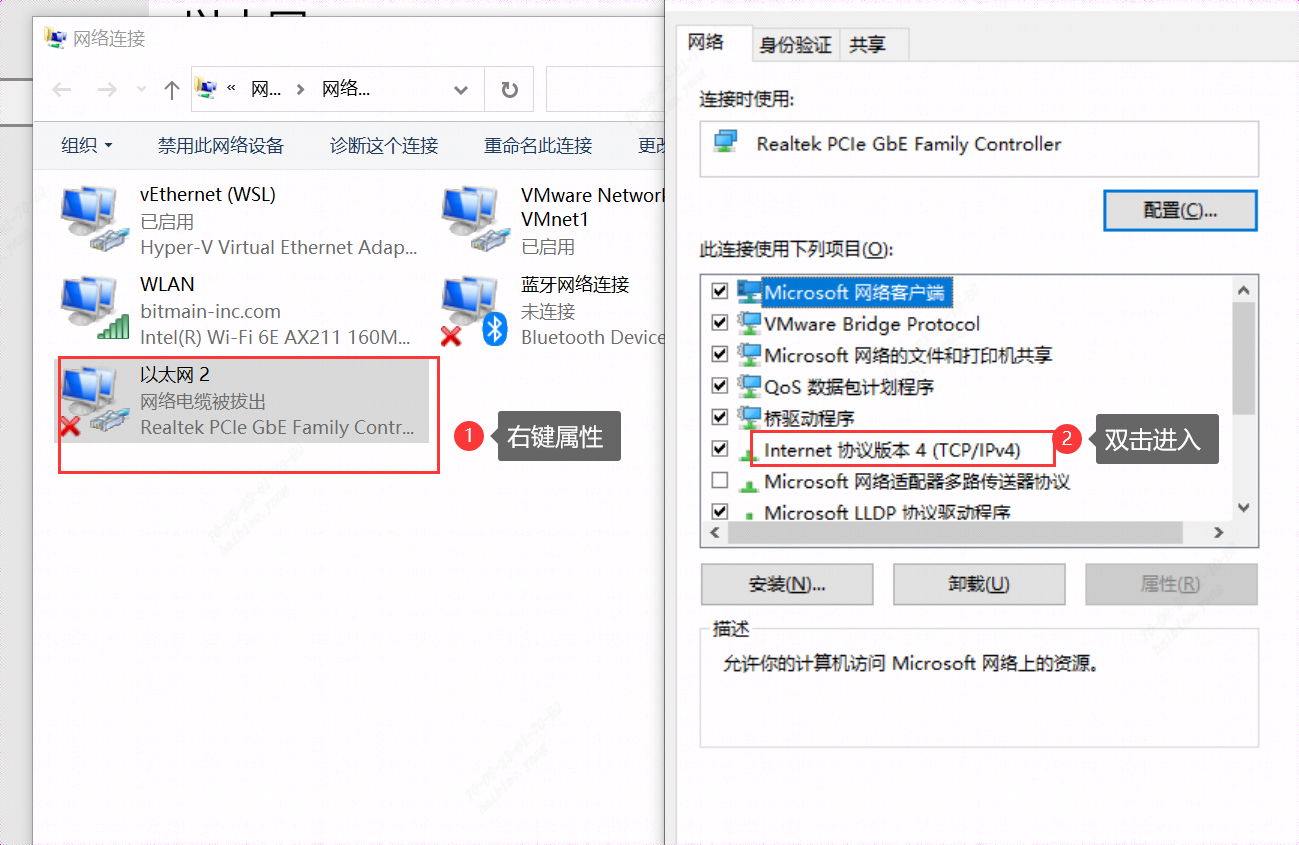 网络连接
« 网... › 网络...
组织
禁用此网络设备
诊断这个连接
重命名此连接
vEthernet (WSL)
已启用
Hyper-V Virtual Ethernet Adap...
VMware Network
VMnet1
已启用
WLAN
bitmain-inc.com
Intel(R) Wi-Fi 6E AX211 160M...
蓝牙网络连接
未连接
Bluetooth Device
以太网 2
网络电缆被拔出
Realtek PCIe GbE Family Contr...
1 右键属性
网络 身份验证 共享
连接时使用:
Realtek PCIe GbE Family Controller
配置(C)...
此连接使用下列项目(O):
Microsoft 网络客户端
VMware Bridge Protocol
Microsoft 网络的文件和打印机共享
QoS 数据包计划程序
桥驱动程序
Internet 协议版本 4 (TCP/IPv4)
2 双击进入
Microsoft 网络适配器多路传送器协议
Microsoft LLDP 协议驱动程序
安装(N)...
卸载(U)
属性(R)
描述
允许你的计算机访问 Microsoft 网络上的资源。